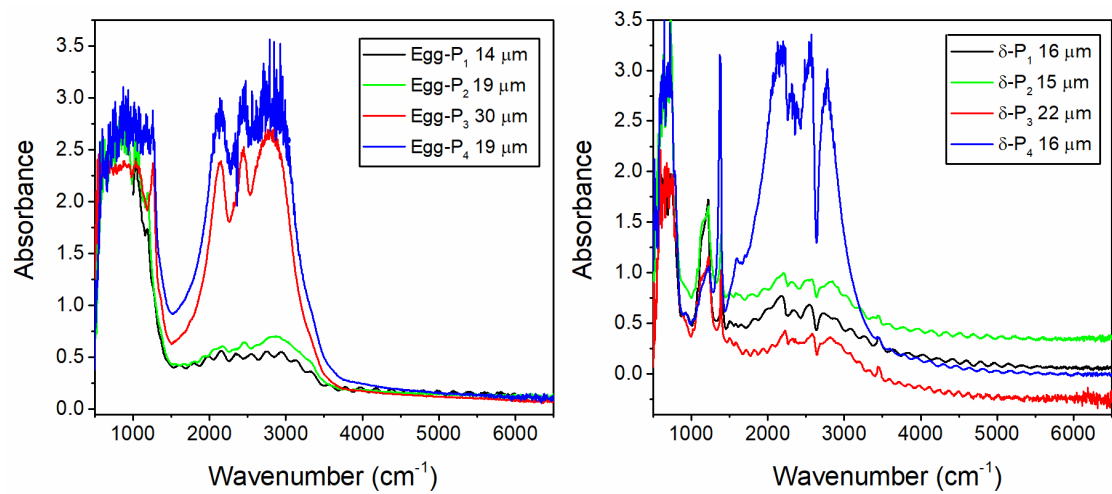 3.5
3.0
2.5
2.0
1.5
1.0
0.5
0.0
Absorbance
1000 2000 3000 4000 5000 6000
Wavenumber (cm⁻¹)
Egg-P₁ 14 μm
Egg-P₂ 19 μm
Egg-P₃ 30 μm
Egg-P₄ 19 μm
3.5
3.0
2.5
2.0
1.5
1.0
0.5
0.0
Absorbance
1000 2000 3000 4000 5000 6000
Wavenumber (cm⁻¹)
δ-P₁ 16 μm
δ-P₂ 15 μm
δ-P₃ 22 μm
δ-P₄ 16 μm